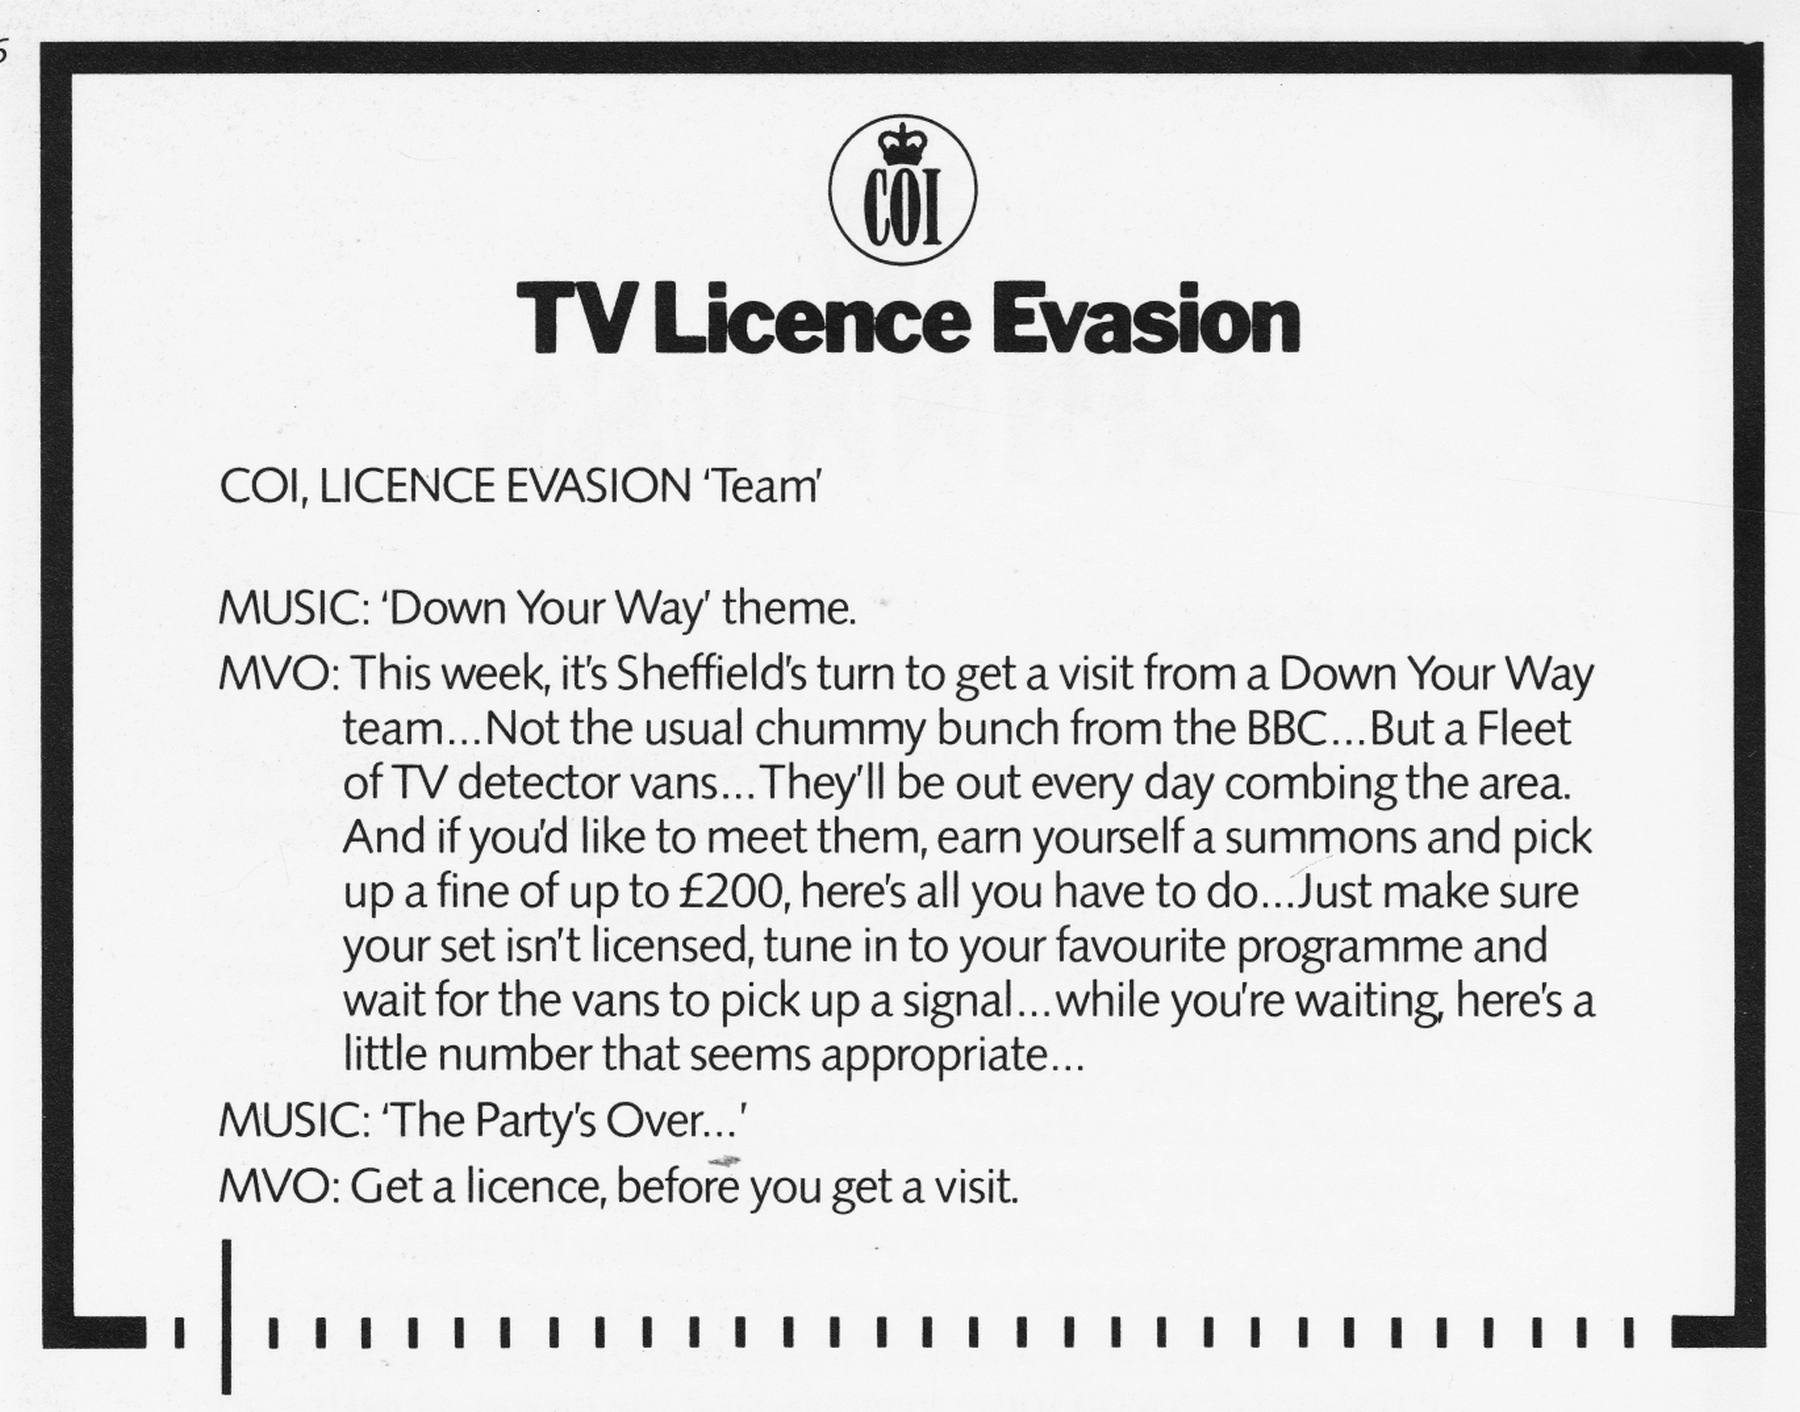 COI
TV Licence Evasion
COI, LICENCE EVASION ‘Team’
MUSIC: ‘Down Your Way’ theme.
MVO: This week, it's Sheffield's turn to get a visit from a Down Your Way
team...Not the usual chummy bunch from the BBC...But a Fleet
of TV detector vans...They'll be out every day combing the area.
And if you'd like to meet them, earn yourself a summons and pick
up a fine of up to £200, here's all you have to do...Just make sure
your set isn't licensed, tune in to your favourite programme and
wait for the vans to pick up a signal...while you're waiting, here's a
little number that seems appropriate...
MUSIC: ‘The Party's Over...’
MVO: Get a licence, before you get a visit.